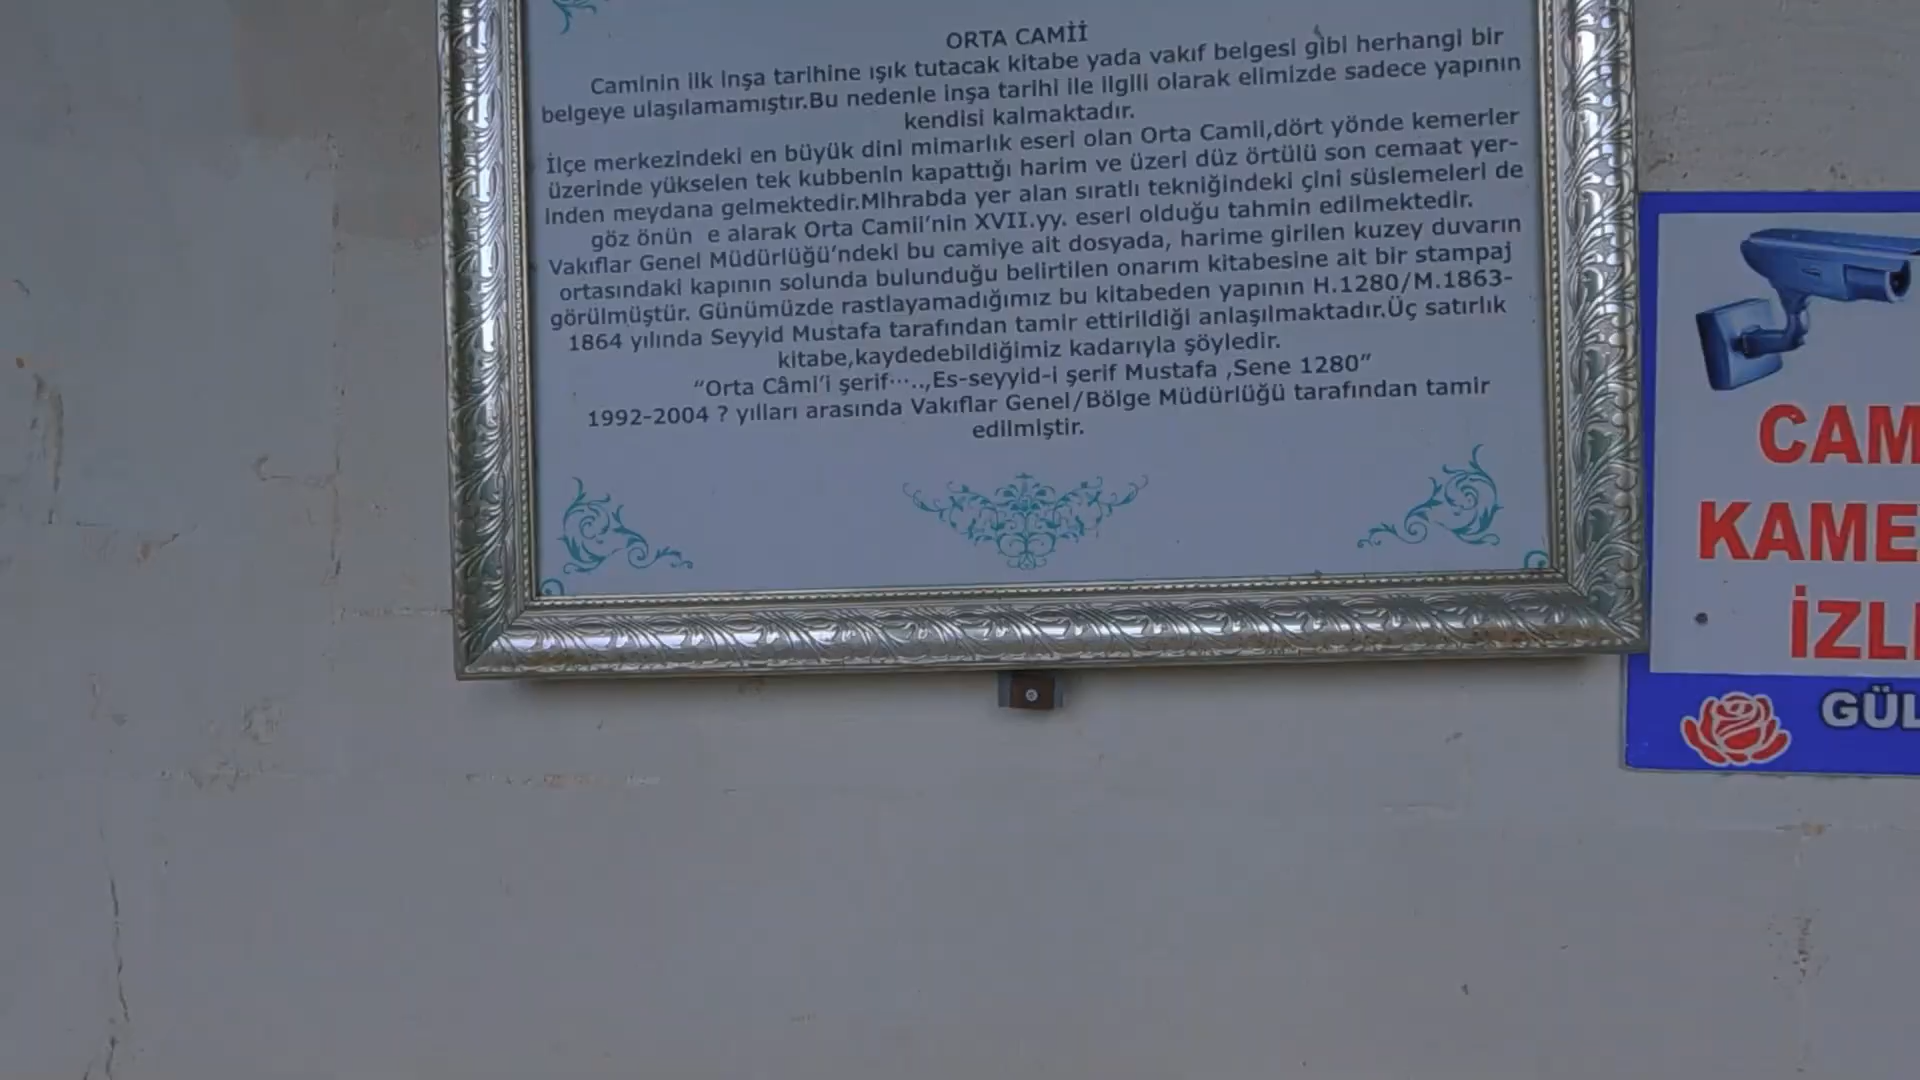 ORTA CAMİİ
Caminin ilk inşa tarihine ışık tutacak kitabe yada vakıf belgesi gibi herhangi bir
belgeye ulaşılamamıştır.Bu nedenle inşa tarihi ile ilgili olarak elimizde sadece yapının
kendisi kalmaktadır.
İlçe merkezindeki en büyük dini mimarlık eseri olan Orta Camii,dört yönde kemerler
üzerinde yükselen tek kubbenin kapattığı harim ve üzeri düz örtülü son cemaat yer-
inden meydana gelmektedir.Mihrabda yer alan sıratlı tekniğindeki çini süslemeleri de
göz önün e alarak Orta Camii'nin XVII.yy. eseri olduğu tahmin edilmektedir.
Vakıflar Genel Müdürlüğü'ndeki bu camiye ait dosyada, harime girilen kuzey duvarın
ortasındaki kapının solunda bulunduğu belirtilen onarım kitabesine ait bir stampaj
görülmüştür. Günümüzde rastlayamadığımız bu kitabeden yapının H.1280/M.1863-
1864 yılında Seyyid Mustafa tarafından tamir ettirildiği anlaşılmaktadır.Üç satırlık
kitabe,kaydedebildiğimiz kadarıyla şöyledir.
"Orta Câmi'i şerif…..,Es-seyyid-i şerif Mustafa ,Sene 1280"
1992-2004 ? yılları arasında Vakıflar Genel/Bölge Müdürlüğü tarafından tamir
edilmiştir.
CAM
KAME
İZL
GÜL